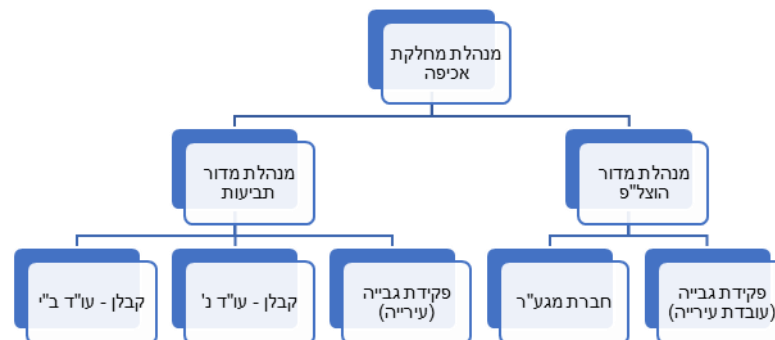 מנהלת מחלקת
אכיפה
מנהלת מדור
הוצל"פ
מנהלת מדור
תביעות
פקידת גבייה
(עובדת עירייה)
חברת מגע"ר
פקידת גבייה
(עירייה)
קבלן - עו"ד נ'
קבלן - עו"ד ב"י